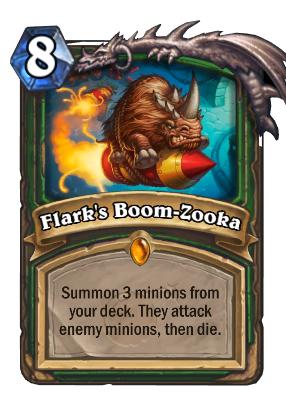 8
Flark's Boom-Zooka
Summon 3 minions from
your deck. They attack
enemy minions, then die.